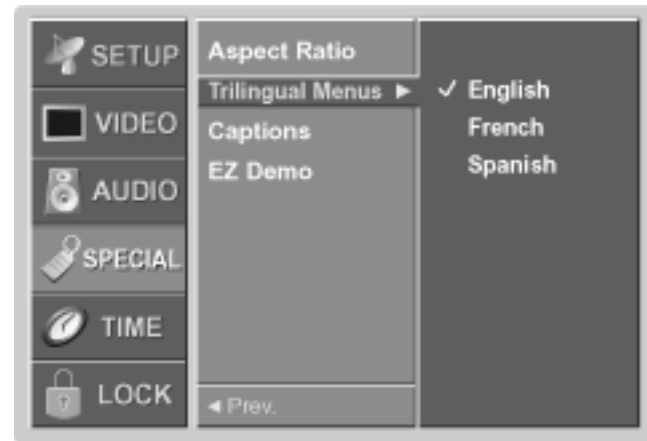 SETUP
VIDEO
AUDIO
SPECIAL
TIME
LOCK
Aspect Ratio
Trilingual Menus ►
Captions
EZ Demo
◄ Prev.
✓ English
French
Spanish